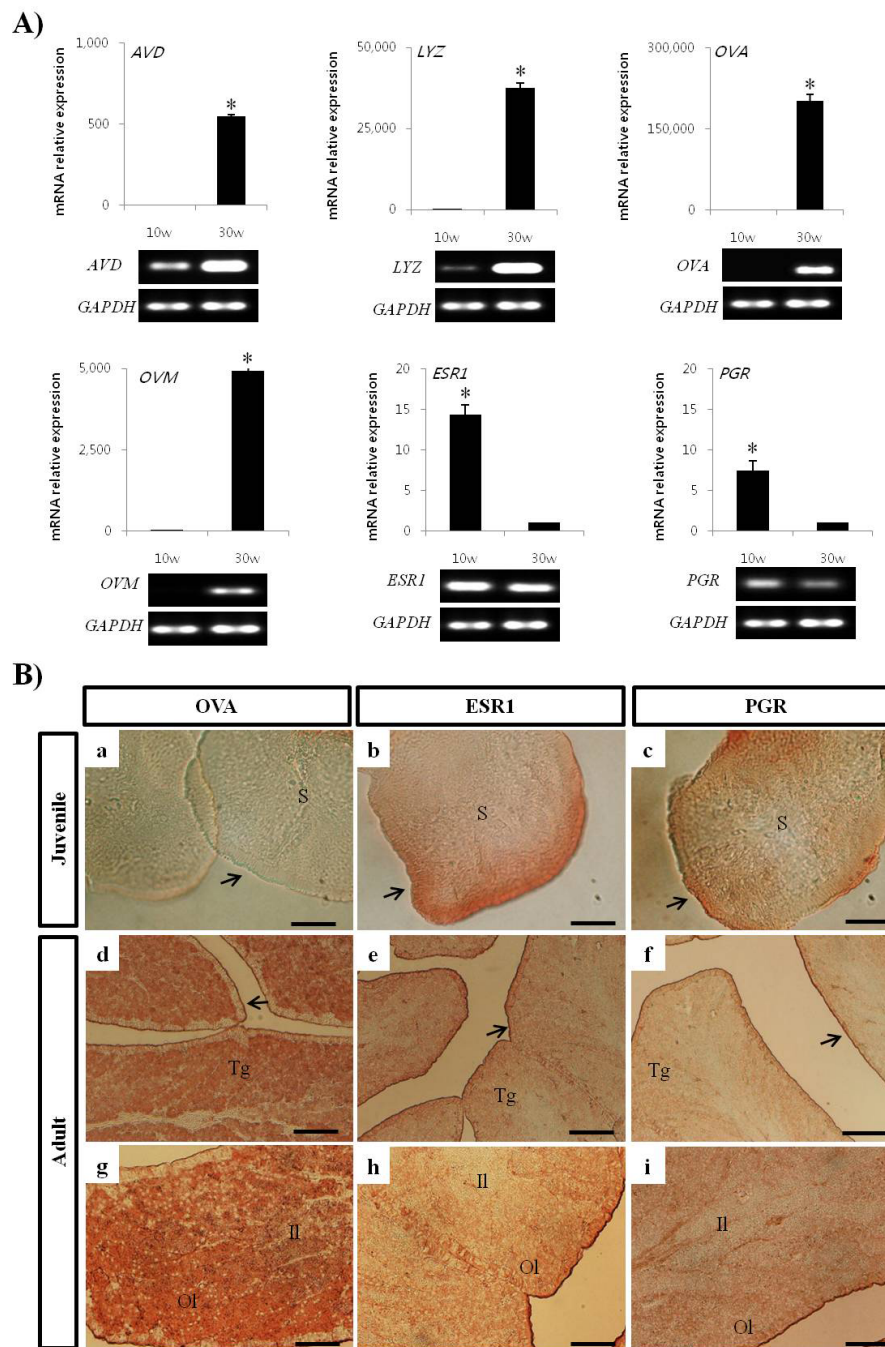 A)
AVD
LYZ
OVA
mRNA relative expression
1,000
500
0
*
10w 30w
mRNA relative expression
50,000
25,000
0
*
10w 30w
mRNA relative expression
300,000
150,000
0
*
10w 30w
AVD
GAPDH
LYZ
GAPDH
OVA
GAPDH
OVM
ESR1
PGR
mRNA relative expression
5,000
2,500
0
*
10w 30w
mRNA relative expression
20
15
10
5
0
*
10w 30w
mRNA relative expression
20
15
10
5
0
*
10w 30w
OVM
GAPDH
ESR1
GAPDH
PGR
GAPDH
B)
OVA ESR1 PGR
Juvenile
a S
b S
c S
Adult
d Tg
e Tg
f Tg
g Il Ol
h Il Ol
i Il Ol